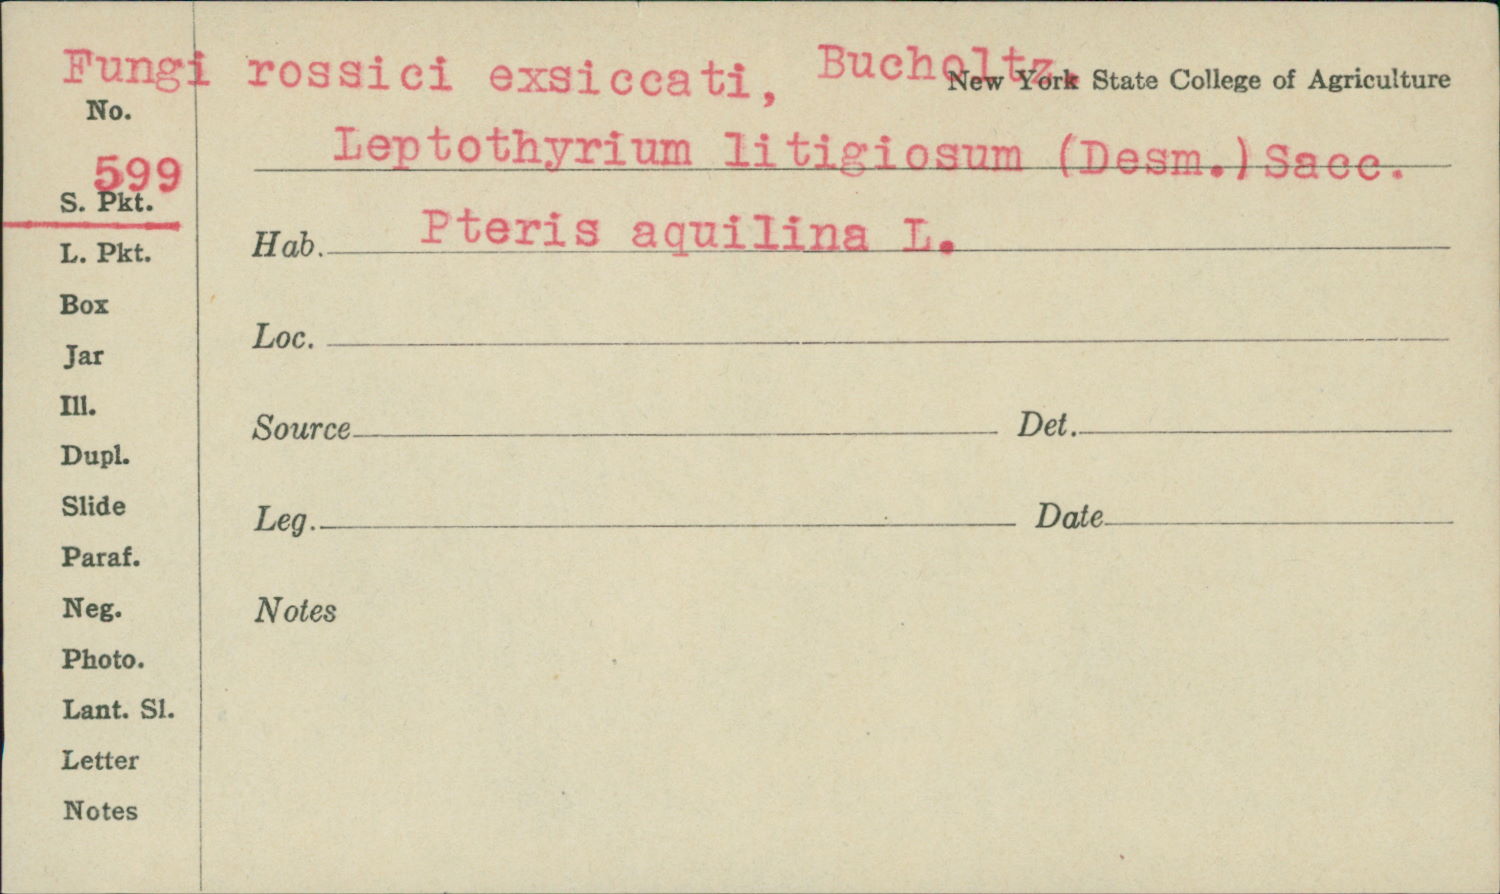 Fungi rossici exsiccati, Bucholtz.
New York State College of Agriculture
No.
599
Leptothyrium litigiosum (Desm.) Sacc.
S. Pkt.
Hab. Pteris aquilina L.
L. Pkt.
Box
Loc.
Jar
Ill.
Source Det.
Dupl.
Slide
Leg. Date
Paraf.
Neg.
Notes
Photo.
Lant. Sl.
Letter
Notes